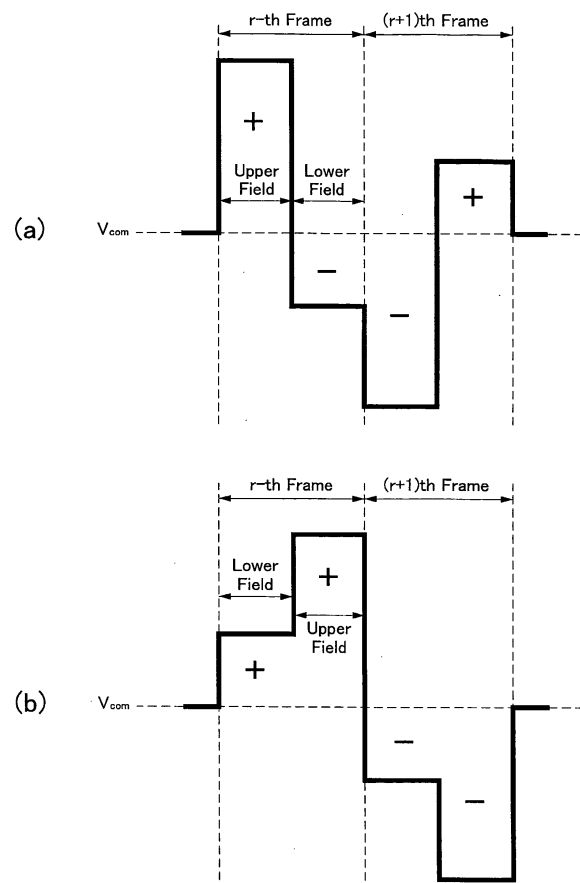 r-th Frame
(r+1)th Frame
+
Upper
Field
Lower
Field
+
(a)
Vcom
−
−
r-th Frame
(r+1)th Frame
Lower
Field
+
Upper
Field
+
(b)
Vcom
−
−